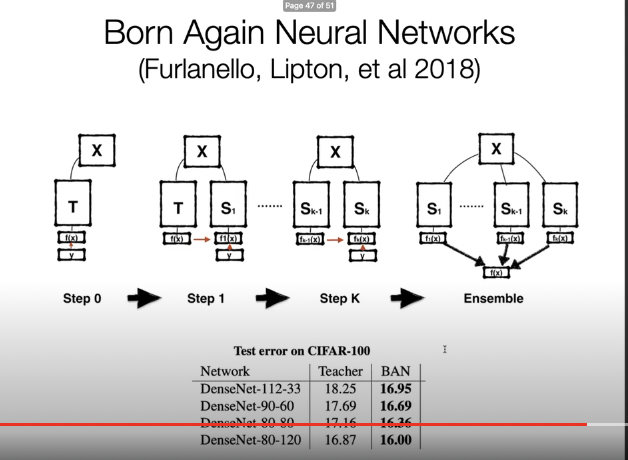 Page 47 of 51
Born Again Neural Networks
(Furlanello, Lipton, et al 2018)
X X X X
T T S1 ....... Sk-1 Sk S1 ....... Sk-1 Sk
f(x) f(x) f1(x) fk-1(x) fk(x) f1(x) fk-1(x) fk(x)
y y y f(x)
Step 0 Step 1 Step K Ensemble
Test error on CIFAR-100
Network Teacher BAN
DenseNet-112-33 18.25 16.95
DenseNet-90-60 17.69 16.69
DenseNet-80-80 17.16 16.36
DenseNet-80-120 16.87 16.00